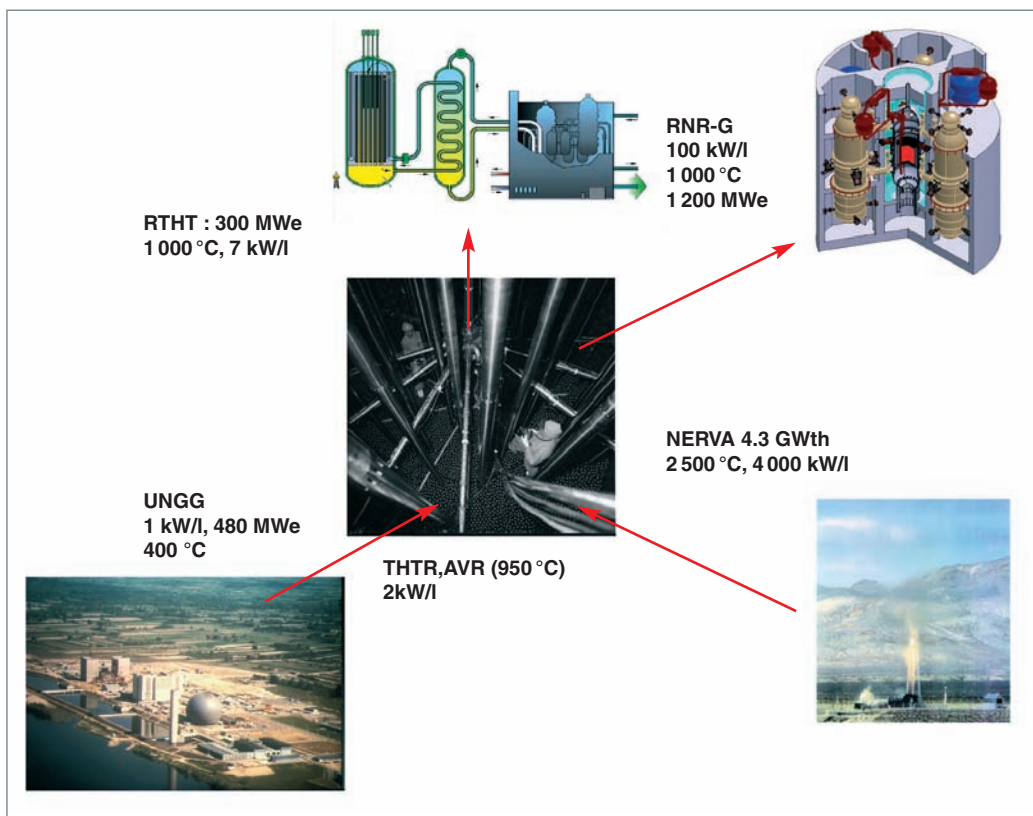 RNR-G
100 kW/l
1 000 °C
1 200 MWe
RTHT : 300 MWe
1 000 °C, 7 kW/l
NERVA 4.3 GWth
2 500 °C, 4 000 kW/l
UNGG
1 kW/l, 480 MWe
400 °C
THTR,AVR (950 °C)
2kW/l